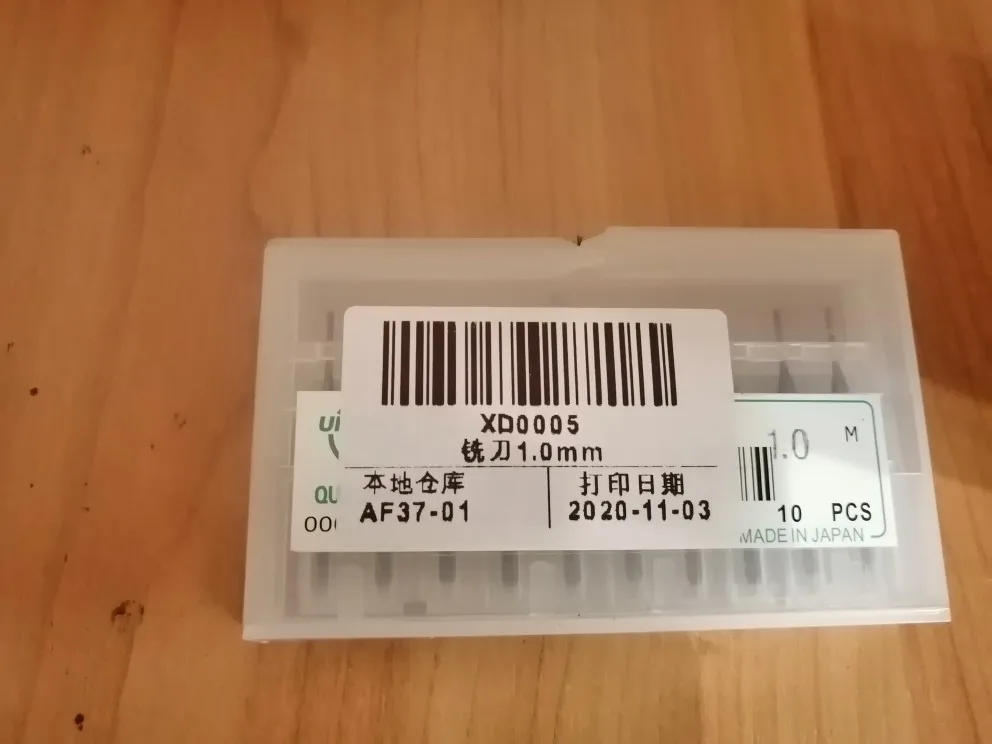 XD0005
铣刀1.0mm
本地仓库 打印日期
AF37-01 2020-11-03
1.0 M
10 PCS
MADE IN JAPAN